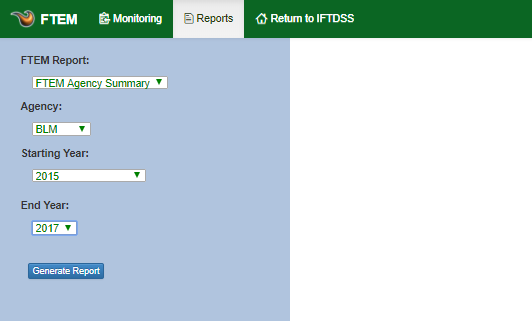 FTEM Monitoring Reports Return to IFTDSS
FTEM Report:
FTEM Agency Summary
Agency:
BLM
Starting Year:
2015
End Year:
2017
Generate Report